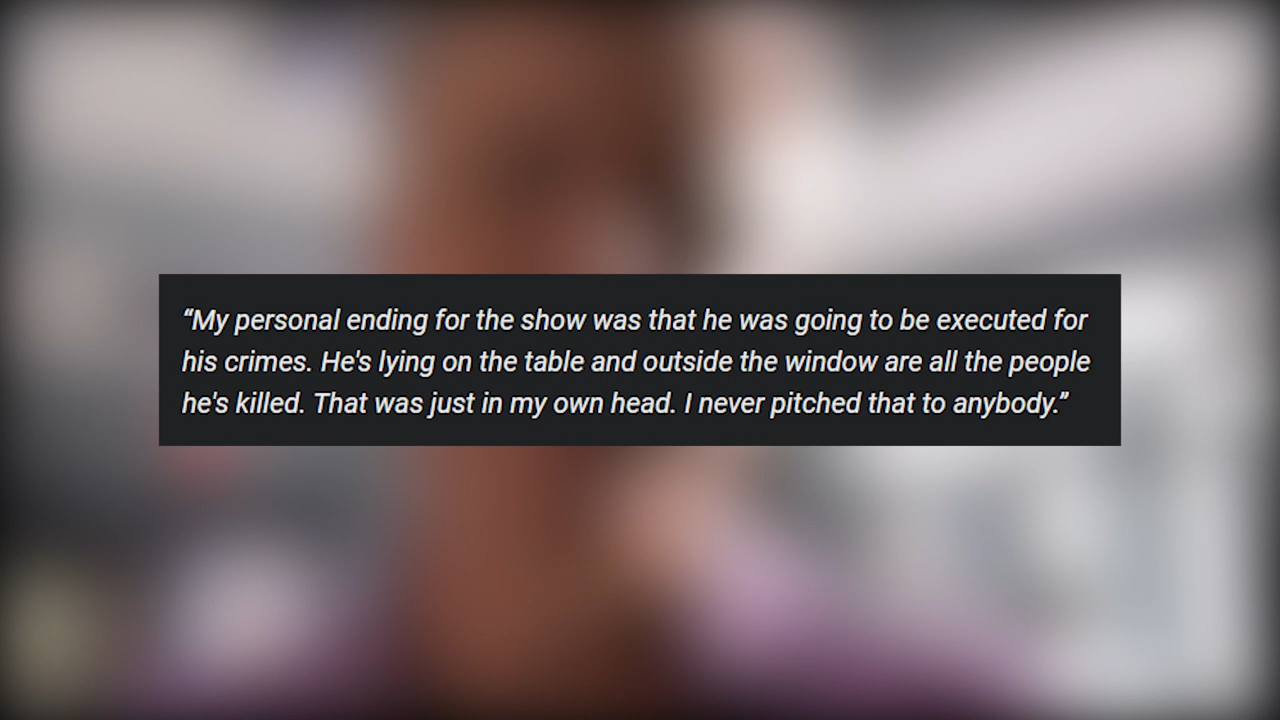 “My personal ending for the show was that he was going to be executed for
his crimes. He's lying on the table and outside the window are all the people
he's killed. That was just in my own head. I never pitched that to anybody.”